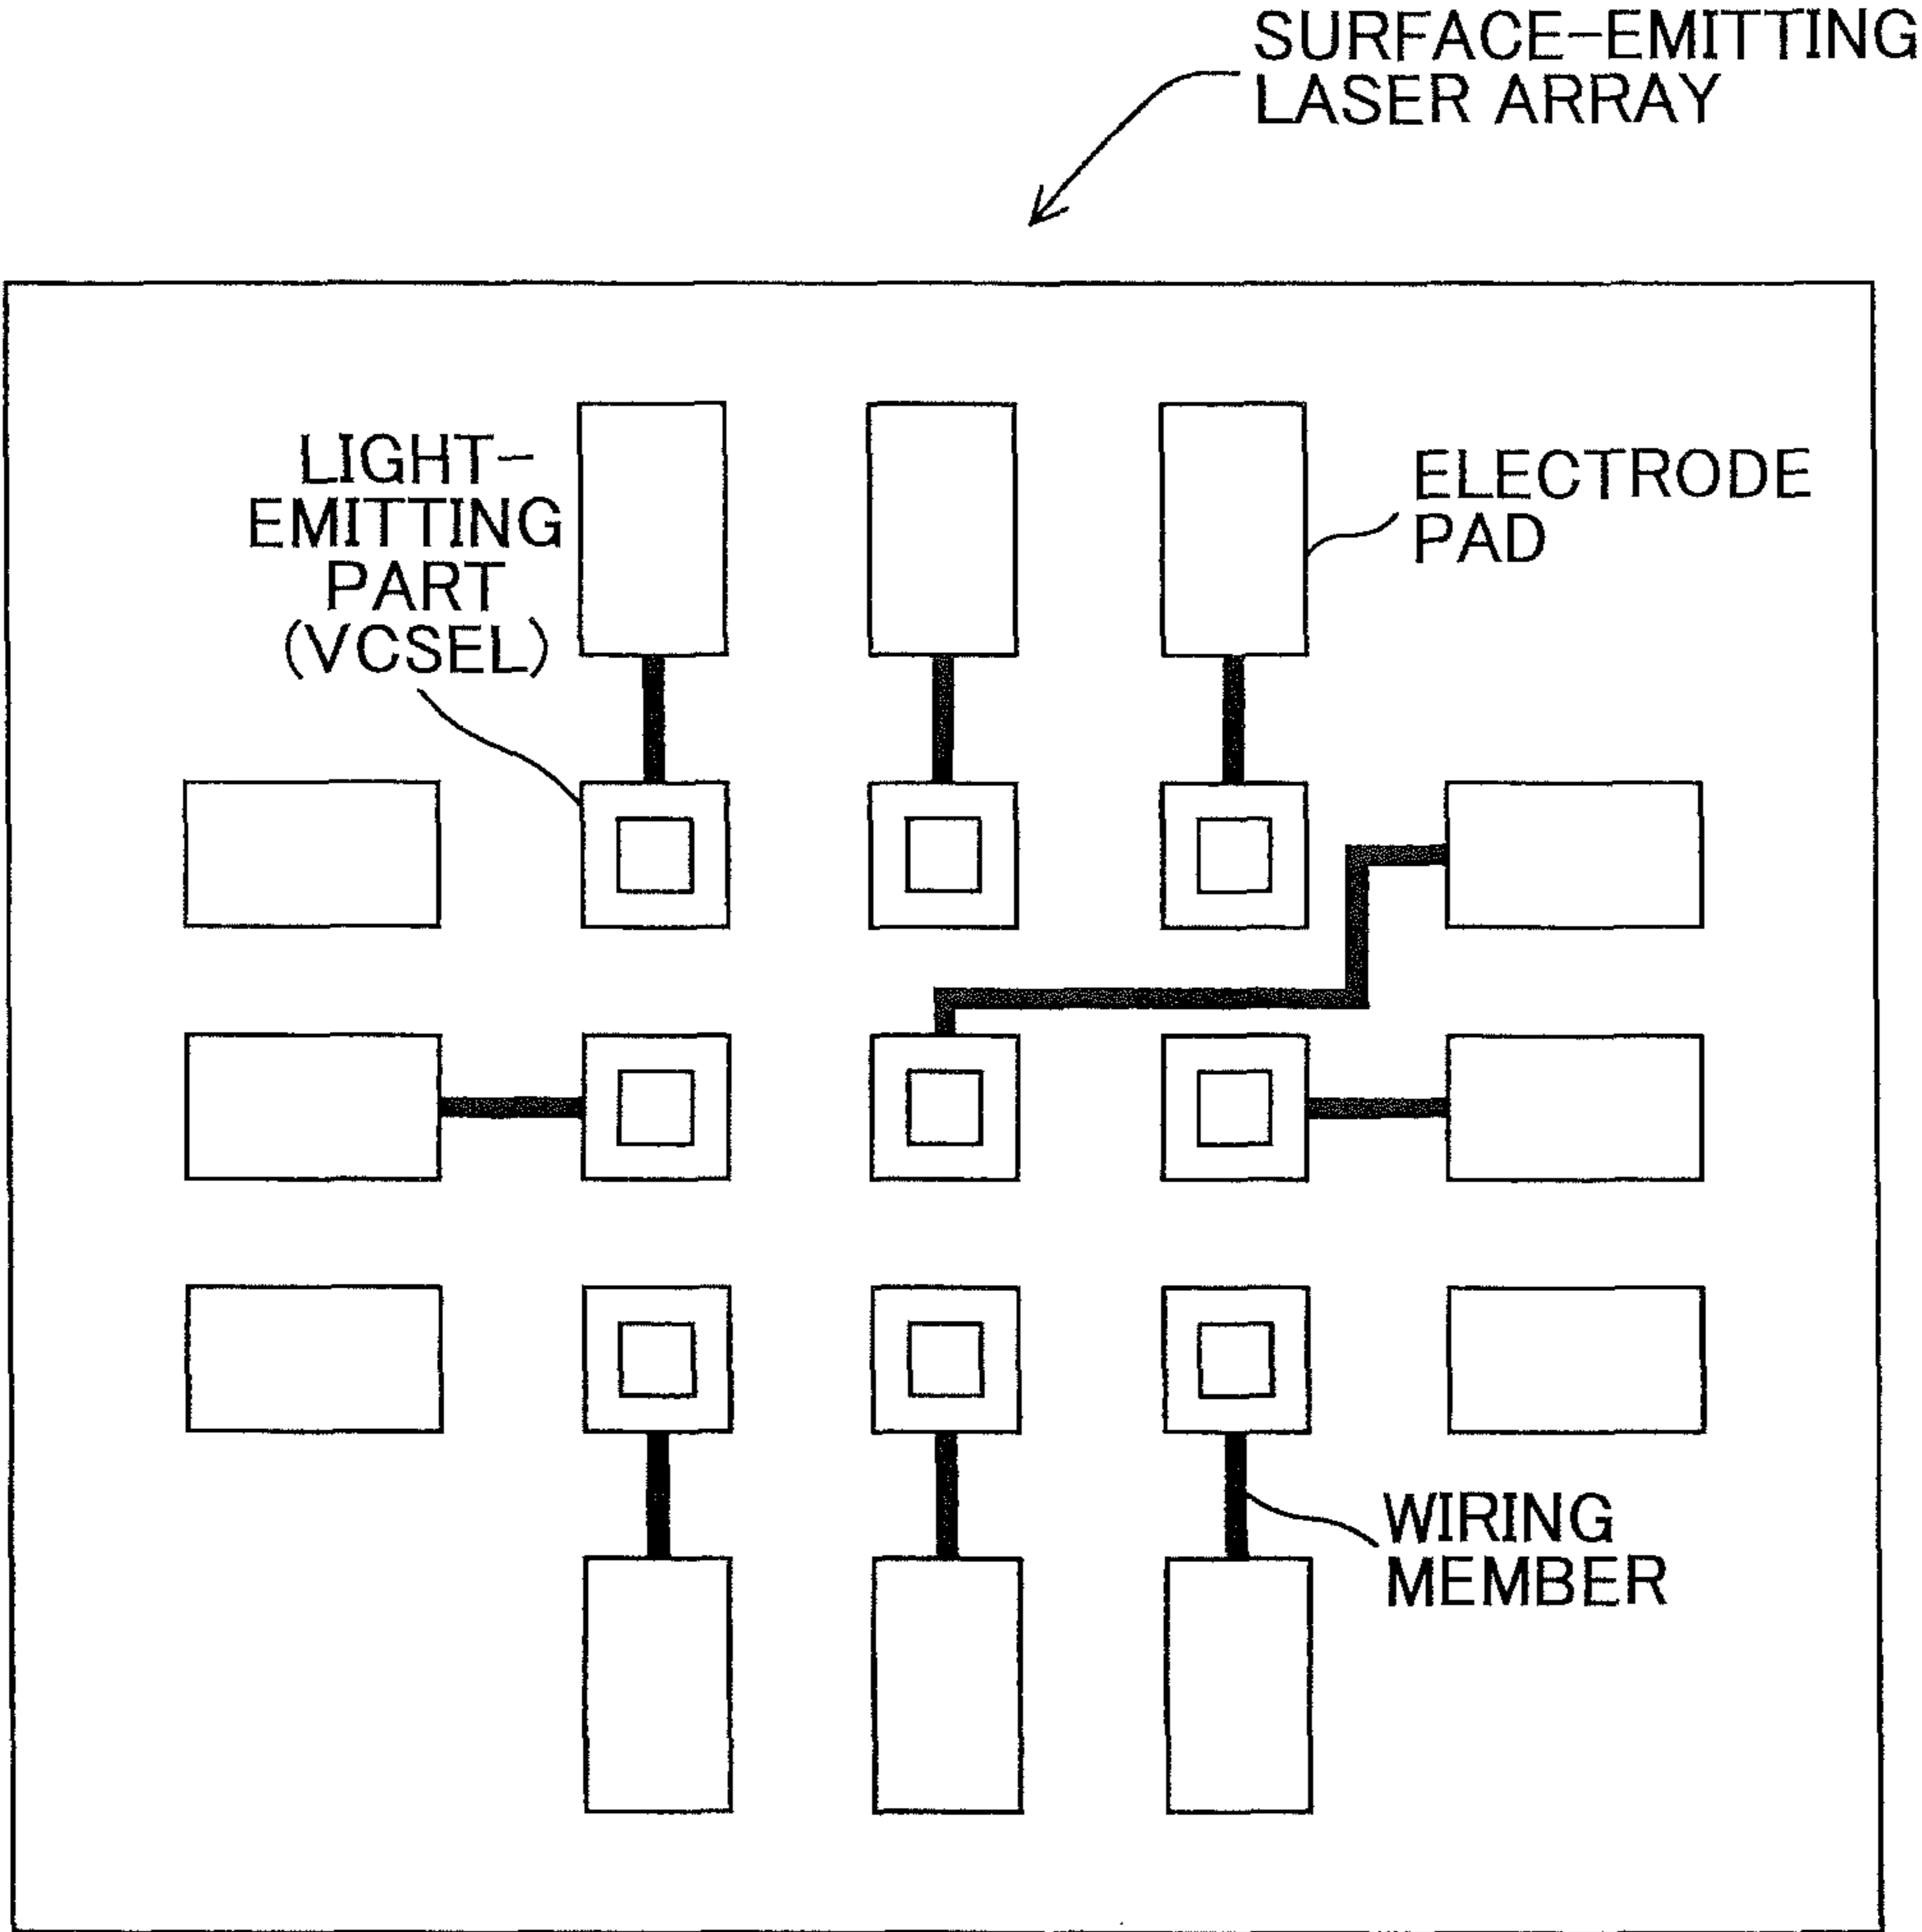 SURFACE-EMITTING
LASER ARRAY
LIGHT-
EMITTING
PART
(VCSEL)
ELECTRODE
PAD
WIRING
MEMBER